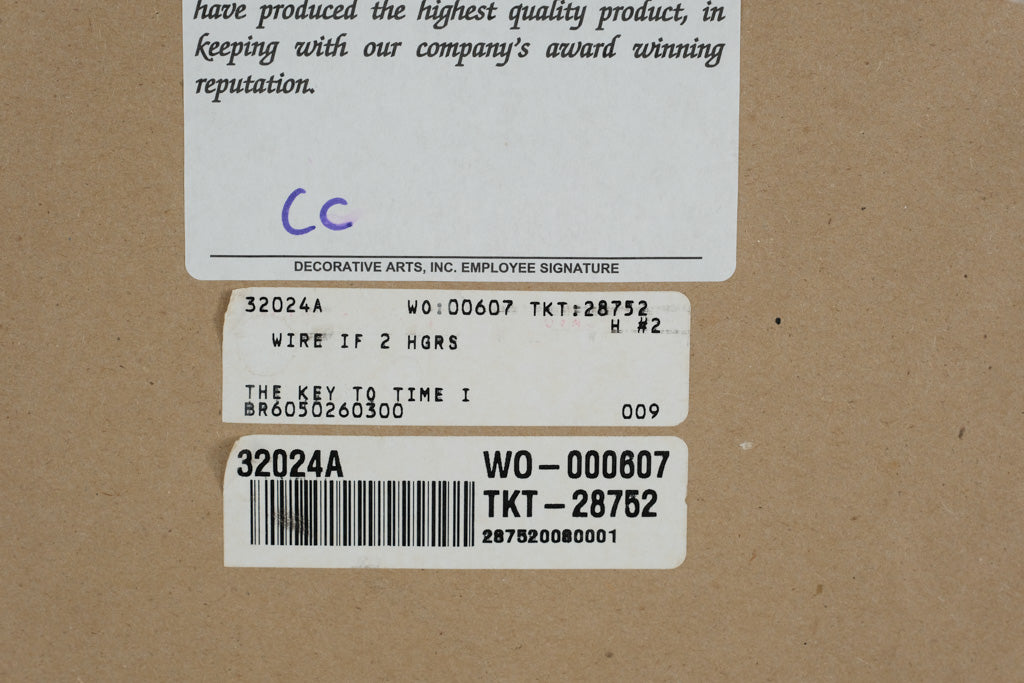 have produced the highest quality product, in
keeping with our company's award winning
reputation.
Cc
DECORATIVE ARTS, INC. EMPLOYEE SIGNATURE
32024A WO:00607 TKT:28752
H #2
WIRE IF 2 HGRS
THE KEY TO TIME I
BR6050260300 009
32024A WO-000607
TKT-28752
287520080001